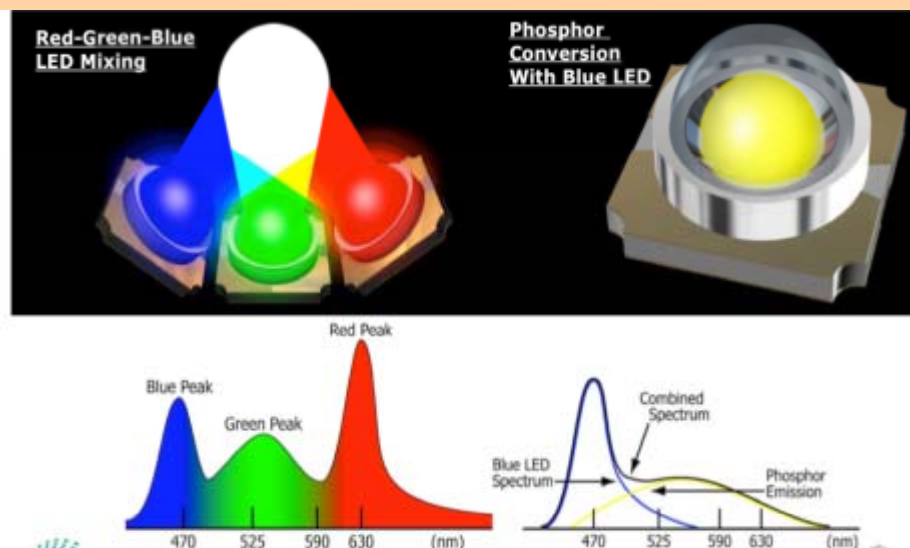 Red-Green-Blue
LED Mixing
Phosphor
Conversion
With Blue LED
Red Peak
Blue Peak
Green Peak
470 525 590 630 (nm)
Combined
Spectrum
Blue LED
Spectrum
Phosphor
Emission
470 525 590 630 (nm)